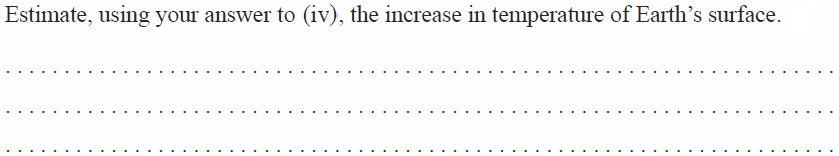 Estimate, using your answer to (iv), the increase in temperature of Earth’s surface.